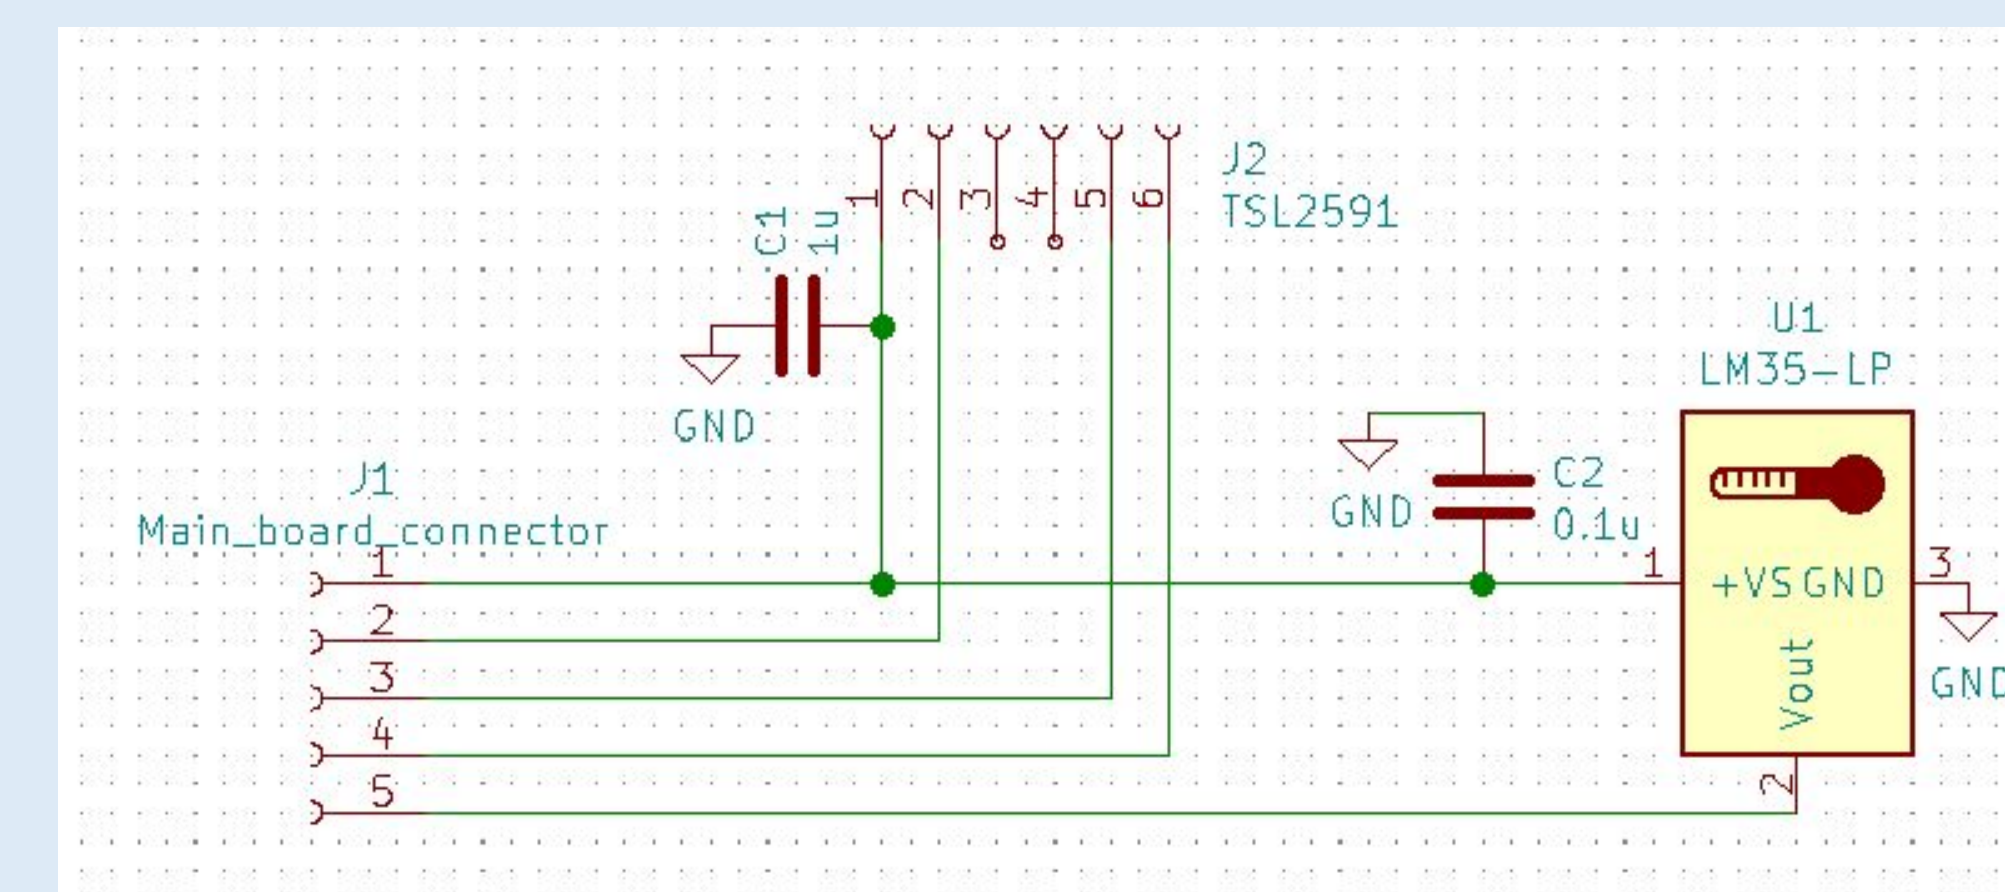 1
2
3
4
5
6
J2
TSL2591
C1
1u
GND
U1
LM35-LP
GND
C2
0.1u
J1
Main_board_connector
1
2
3
4
5
1
+VS GND
3
GND
Vout
2